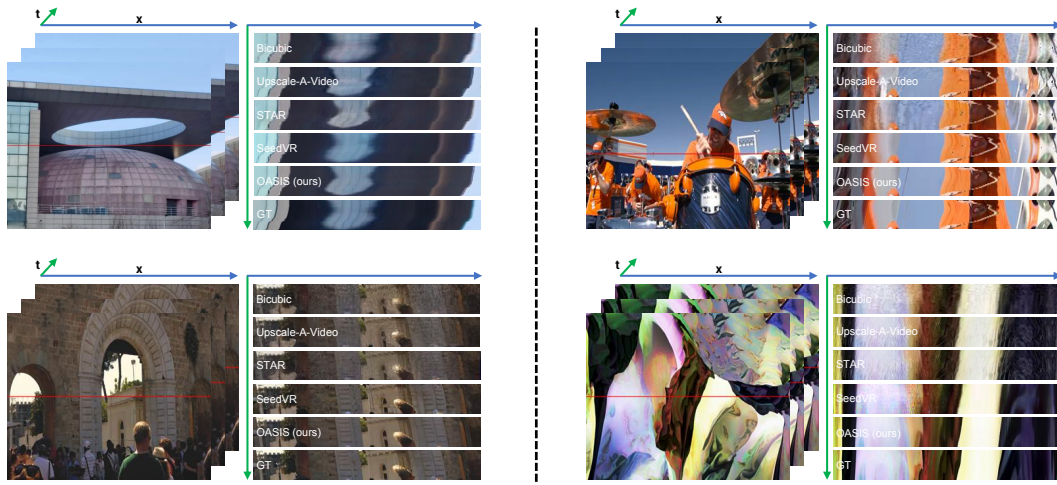 t
x
Bicubic
Upscale-A-Video
STAR
SeedVR
OASIS (ours)
GT
t
x
Bicubic
Upscale-A-Video
STAR
SeedVR
OASIS (ours)
GT
t
x
Bicubic
Upscale-A-Video
STAR
SeedVR
OASIS (ours)
GT
t
x
Bicubic
Upscale-A-Video
STAR
SeedVR
OASIS (ours)
GT